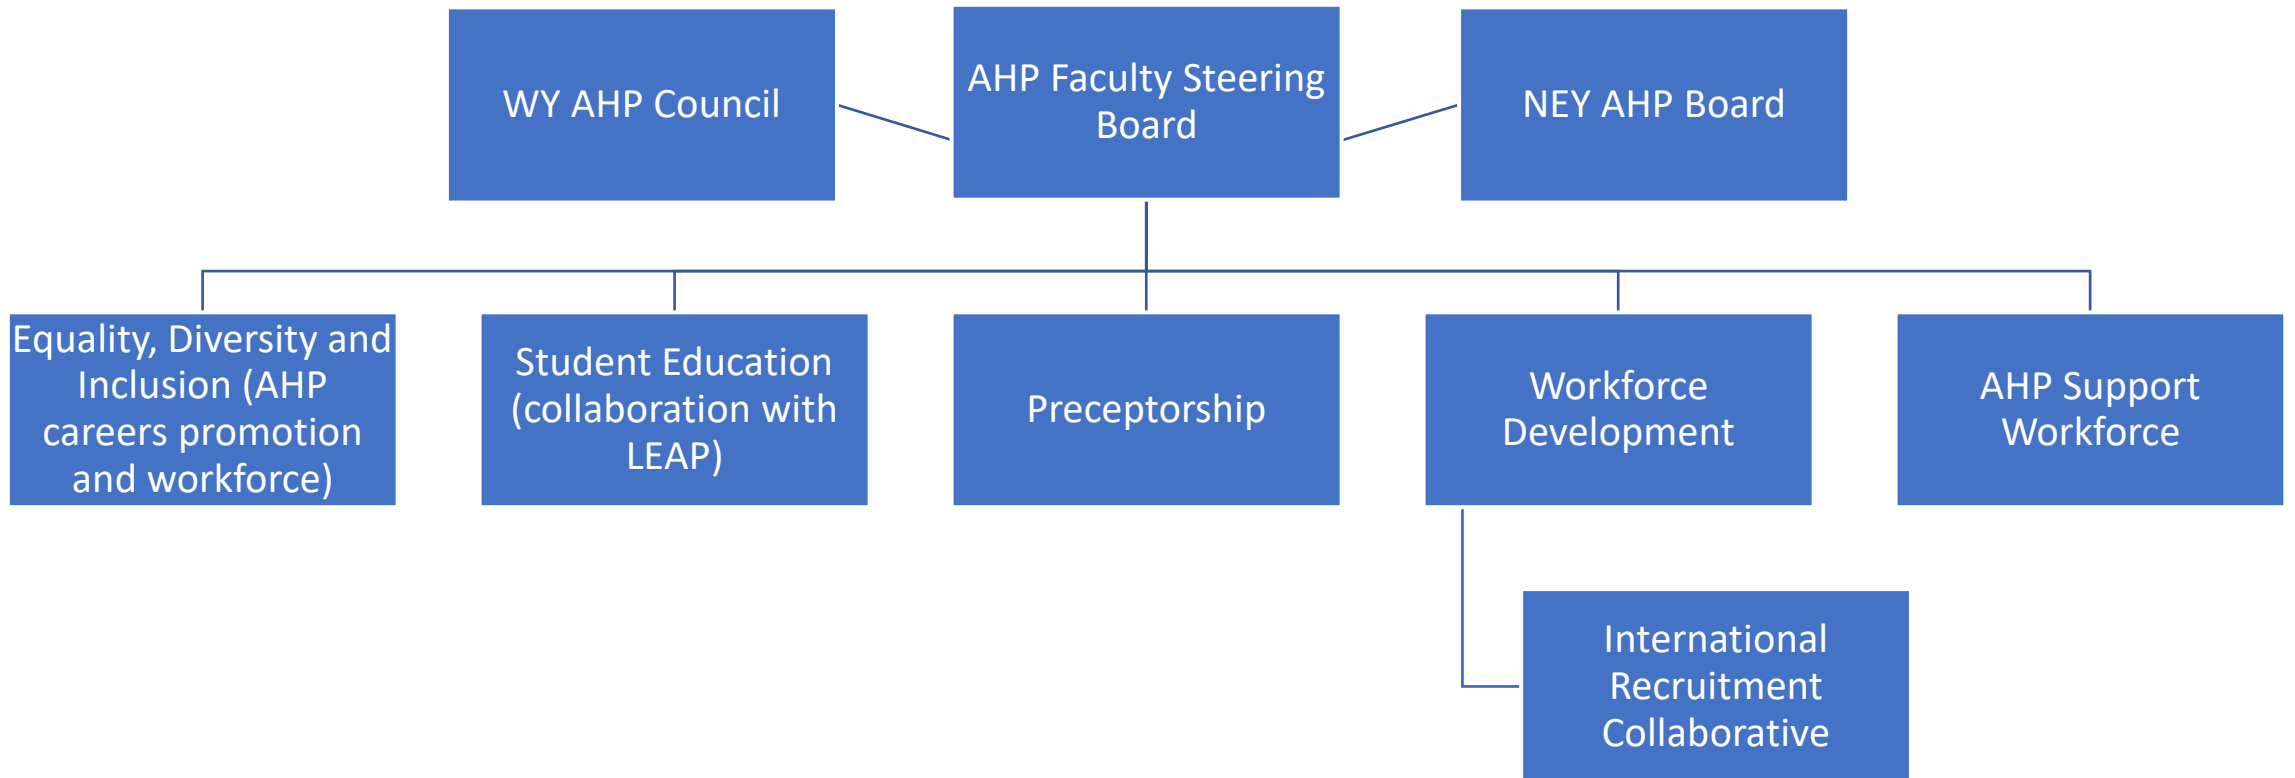 WY AHP Council
AHP Faculty Steering
Board
NEY AHP Board
Equality, Diversity and
Inclusion (AHP
careers promotion
and workforce)
Student Education
(collaboration with
LEAP)
Preceptorship
Workforce
Development
AHP Support
Workforce
International
Recruitment
Collaborative